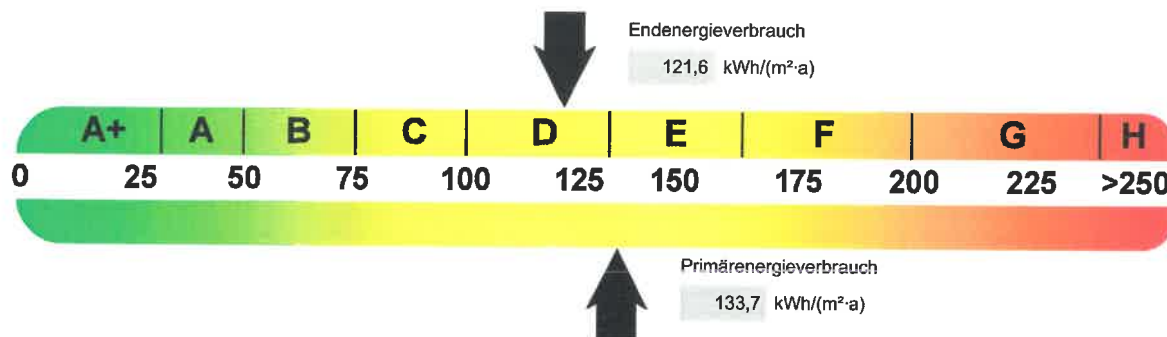 Endenergieverbrauch
121,6 kWh/(m²·a)
A+ A B C D E F G H
0 25 50 75 100 125 150 175 200 225 >250
Primärenergieverbrauch
133,7 kWh/(m²·a)